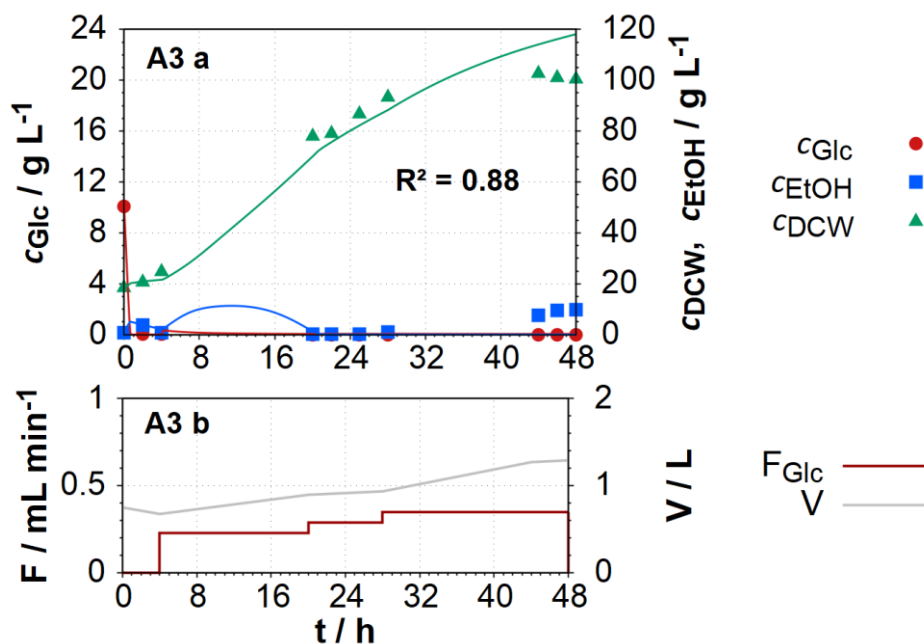 A3 a
24
20
16
12
8
4
0
c_Glc / g L⁻¹
120
100
80
60
40
20
0
c_DCW, c_EtOH / g L⁻¹
R² = 0.88
0 8 16 24 32 40 48
c_Glc
c_EtOH
c_DCW
A3 b
1
0.5
0
F / mL min⁻¹
2
1
0
V / L
0 8 16 24 32 40 48
t / h
F_Glc
V